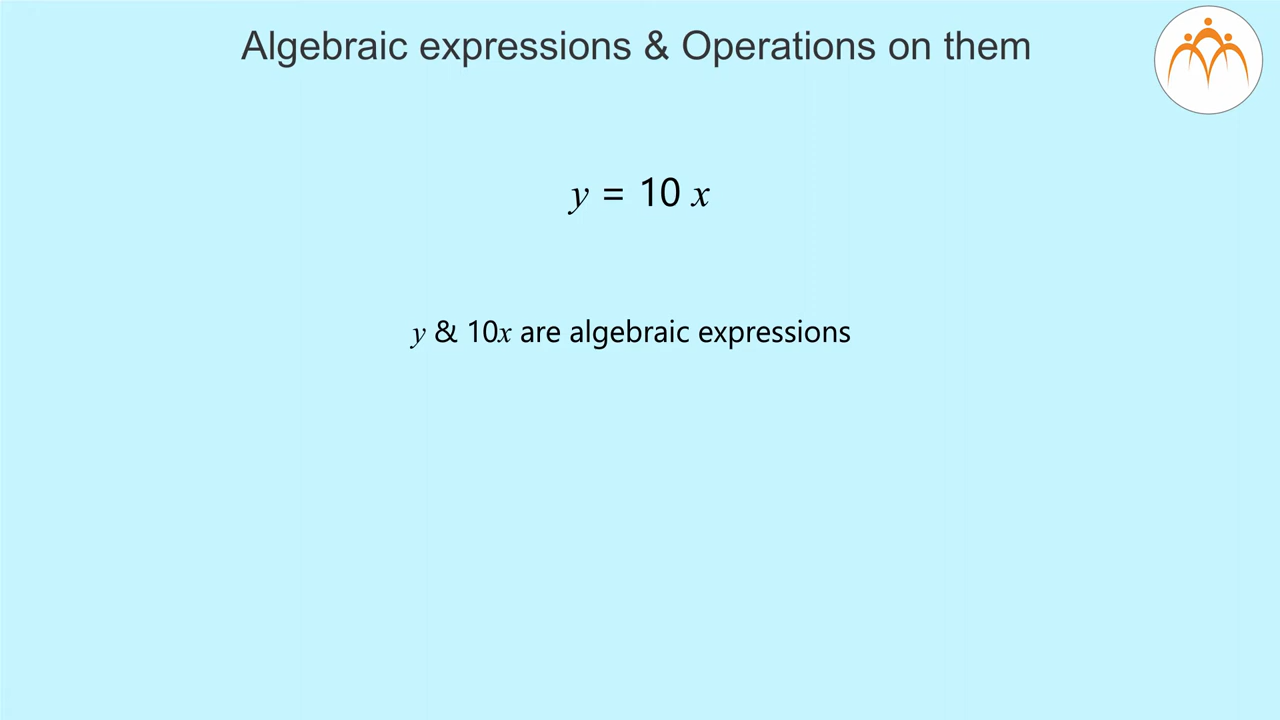 Algebraic expressions & Operations on them
y = 10 x
y & 10x are algebraic expressions